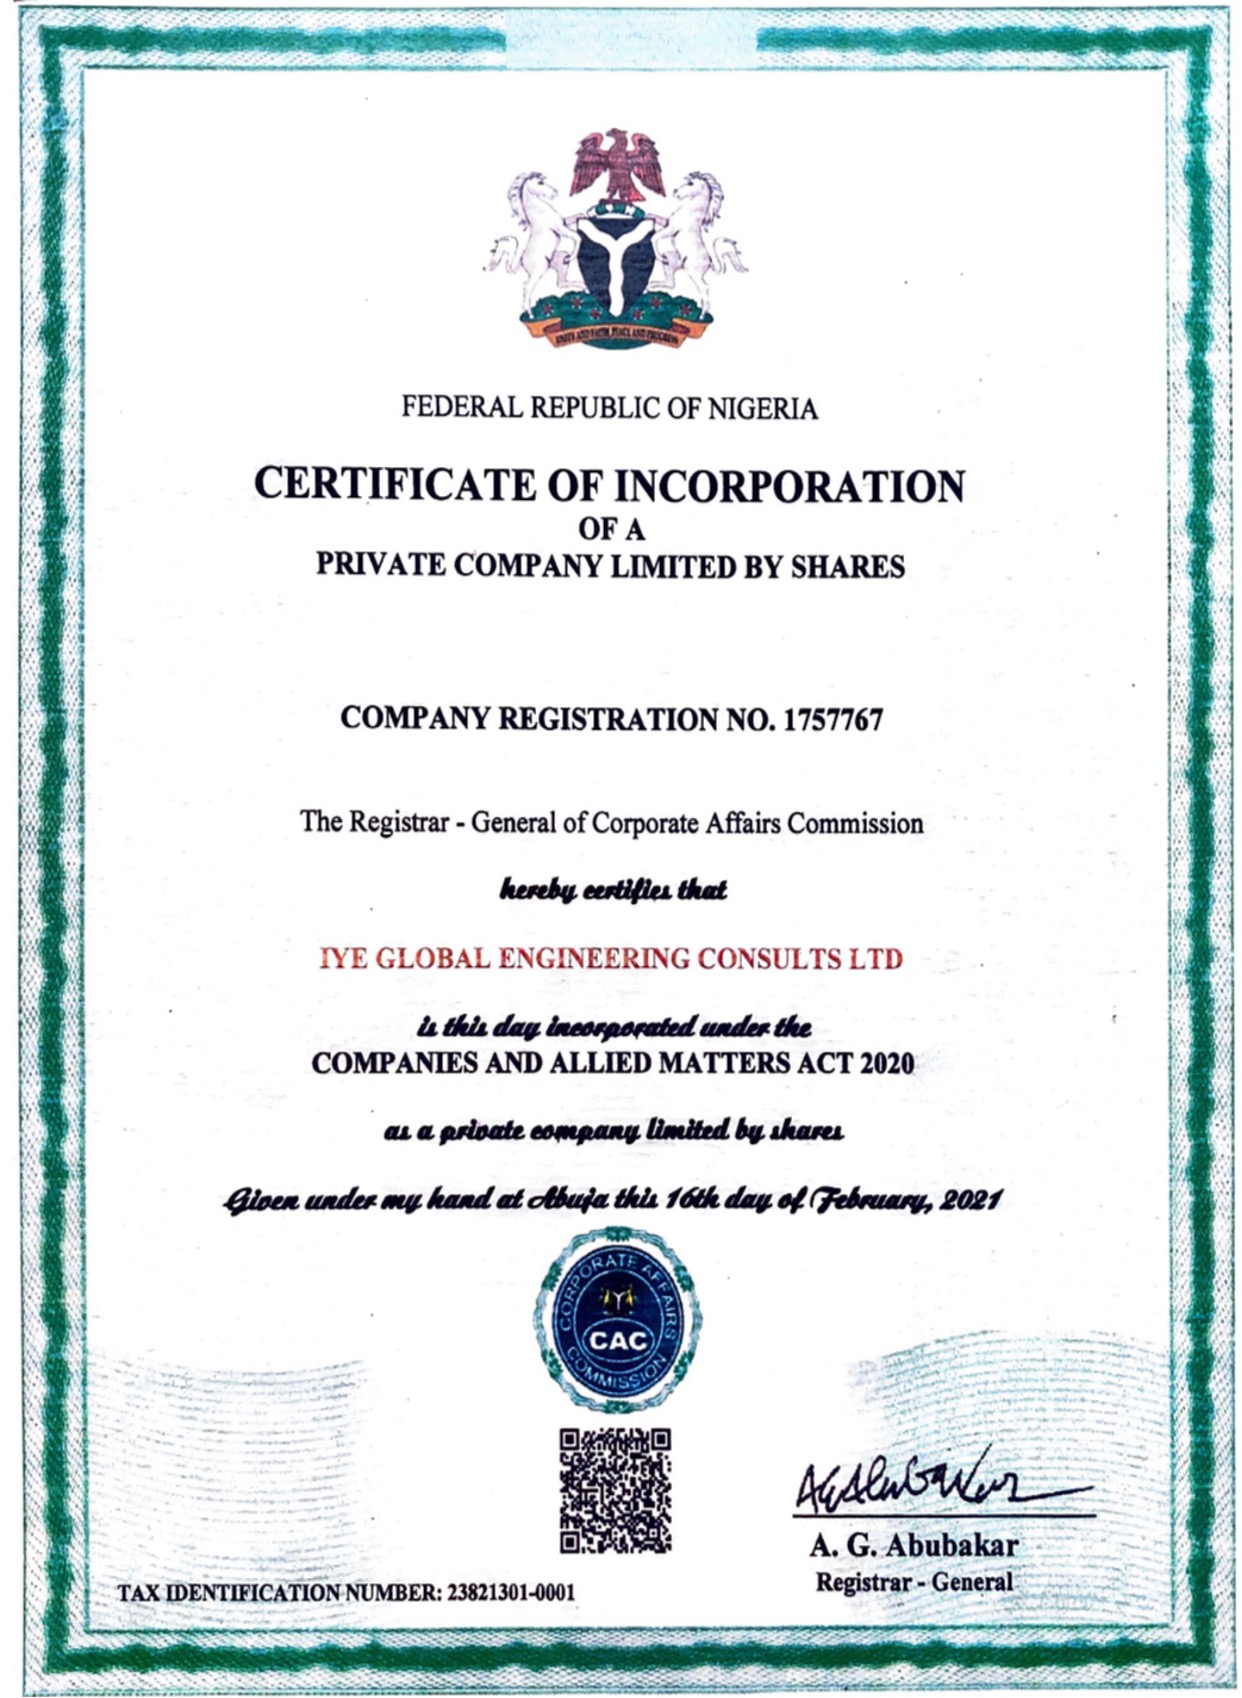 UNITY AND FAITH, PEACE AND PROGRESS
FEDERAL REPUBLIC OF NIGERIA
CERTIFICATE OF INCORPORATION
OF A
PRIVATE COMPANY LIMITED BY SHARES
COMPANY REGISTRATION NO. 1757767
The Registrar - General of Corporate Affairs Commission
hereby certifies that
IYE GLOBAL ENGINEERING CONSULTS LTD
is this day incorporated under the
COMPANIES AND ALLIED MATTERS ACT 2020
as a private company limited by shares
Given under my hand at Abuja this 16th day of February, 2021
CORPORATE AFFAIRS
CAC
COMMISSION
A. G. Abubakar
Registrar - General
TAX IDENTIFICATION NUMBER: 23821301-0001